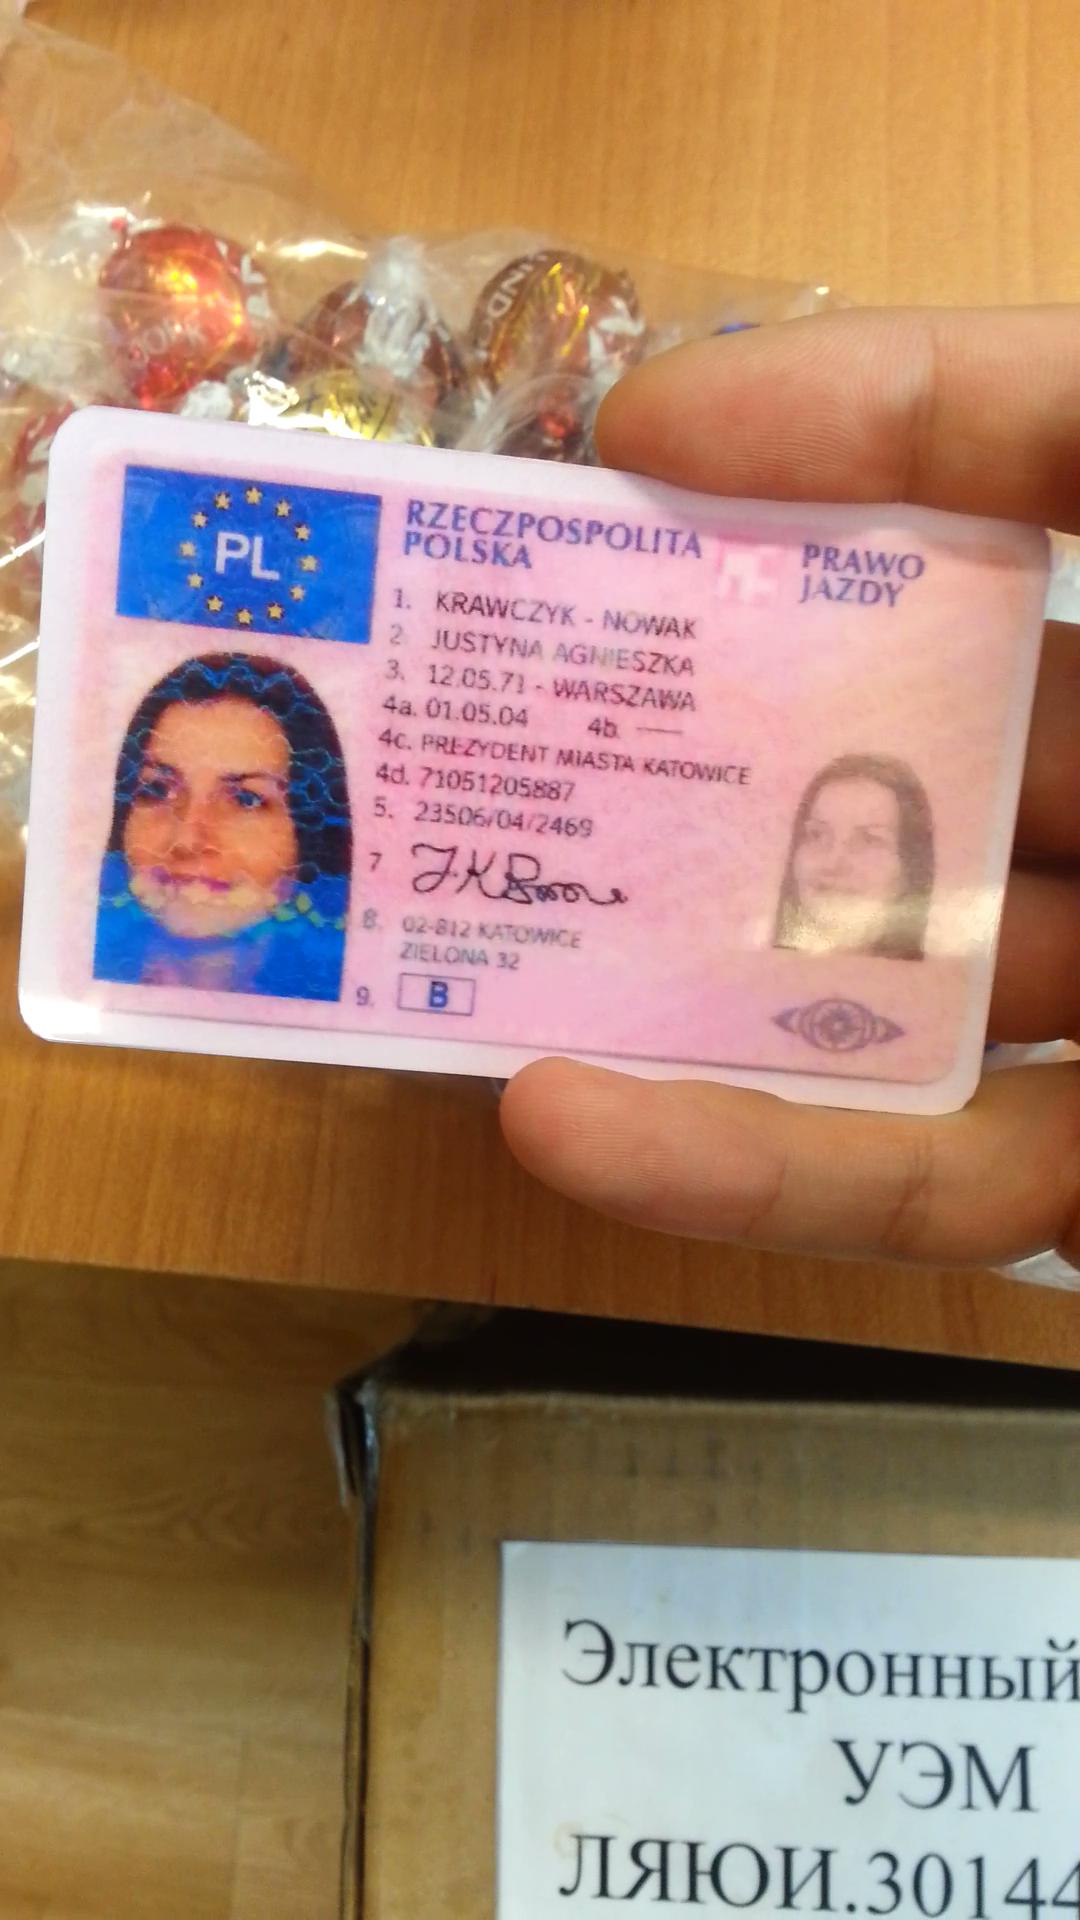 LINDOR
PL
RZECZPOSPOLITA
POLSKA
PRAWO
JAZDY
1. KRAWCZYK - NOWAK
2 JUSTYNA AGNIESZKA
3. 12.05.71 - WARSZAWA
4a. 01.05.04 4b. —
4c. PREZYDENT MIASTA KATOWICE
4d. 71051205887
5. 23506/04/2469
7
8. 02-812 KATOWICE
ZIELONA 32
9. B
Электронный
УЭМ
ЛЯЮИ.30144